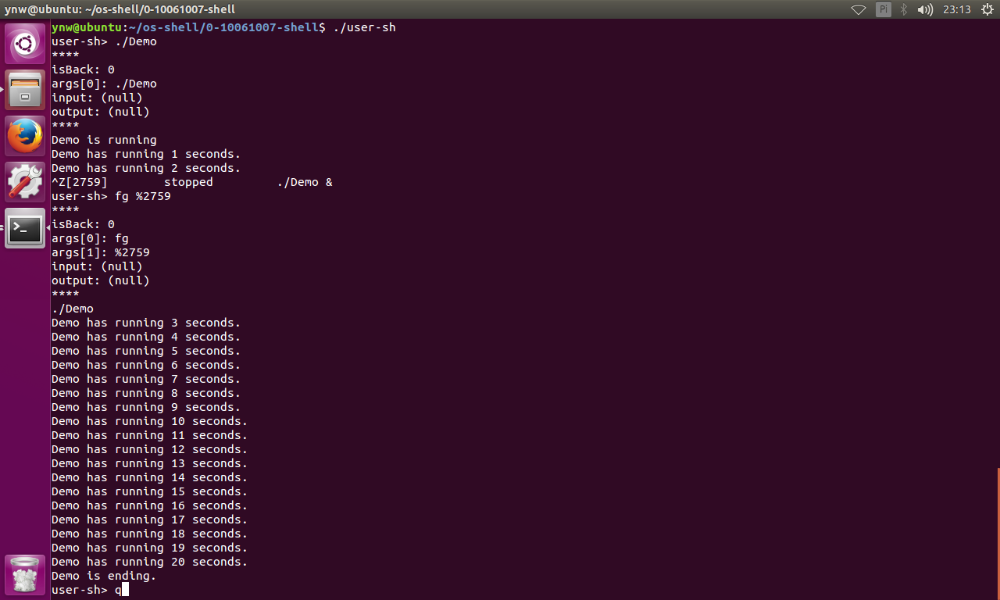 ynw@ubuntu: ~/os-shell/0-10061007-shell
Pi
23:13
ynw@ubuntu:~/os-shell/0-10061007-shell$ ./user-sh
user-sh> ./Demo
****
isBack: 0
args[0]: ./Demo
input: (null)
output: (null)
****
Demo is running
Demo has running 1 seconds.
Demo has running 2 seconds.
^Z[2759]        stopped         ./Demo &
user-sh> fg %2759
****
isBack: 0
args[0]: fg
args[1]: %2759
input: (null)
output: (null)
****
./Demo
Demo has running 3 seconds.
Demo has running 4 seconds.
Demo has running 5 seconds.
Demo has running 6 seconds.
Demo has running 7 seconds.
Demo has running 8 seconds.
Demo has running 9 seconds.
Demo has running 10 seconds.
Demo has running 11 seconds.
Demo has running 12 seconds.
Demo has running 13 seconds.
Demo has running 14 seconds.
Demo has running 15 seconds.
Demo has running 16 seconds.
Demo has running 17 seconds.
Demo has running 18 seconds.
Demo has running 19 seconds.
Demo has running 20 seconds.
Demo is ending.
user-sh> q